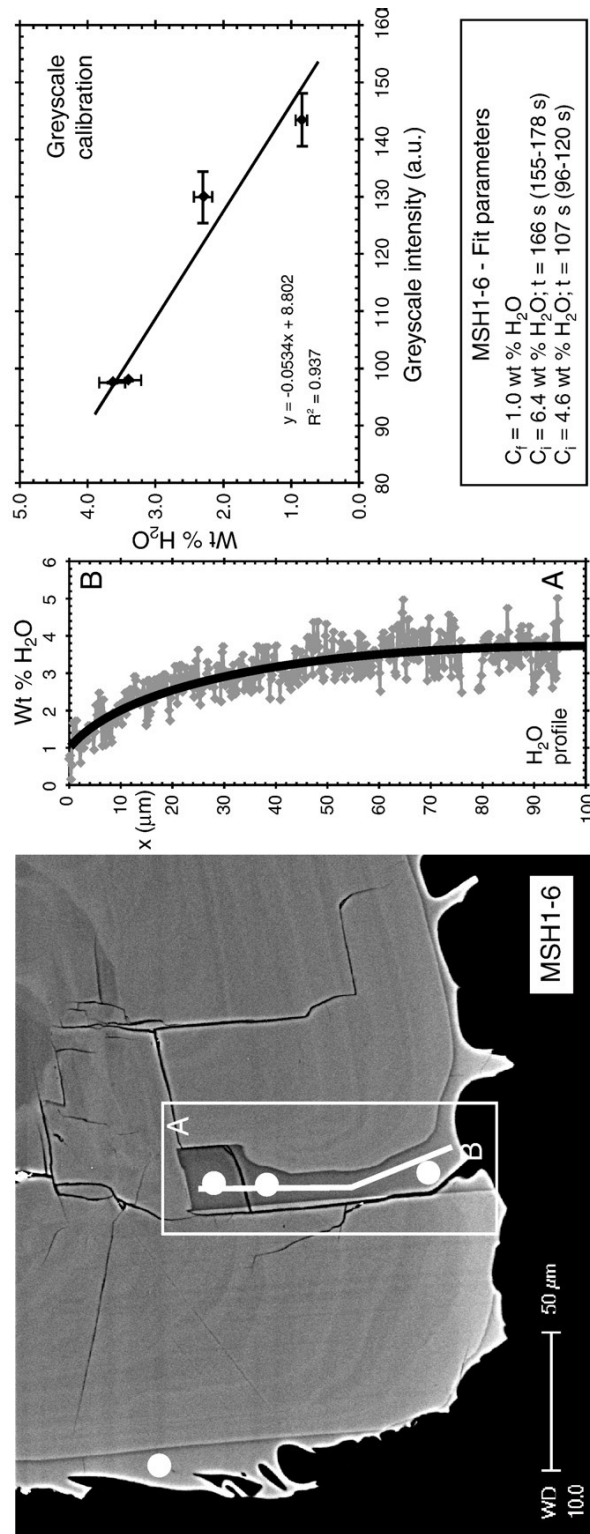 A
B
MSH1-6
WD
10.0
50 µm
Wt % H₂O
0 1 2 3 4 5 6
B
0
10
20
30
40
50
60
70
80
90
100
x (µm)
H₂O
profile
A
Greyscale
calibration
5.0
4.0
3.0
2.0
1.0
0.0
Wt % H₂O
y = -0.0534x + 8.802
R² = 0.937
80 90 100 110 120 130 140 150 160
Greyscale intensity (a.u.)
MSH1-6 - Fit parameters
Cf = 1.0 wt % H₂O
Ci = 6.4 wt % H₂O; t = 166 s (155-178 s)
Ci = 4.6 wt % H₂O; t = 107 s (96-120 s)